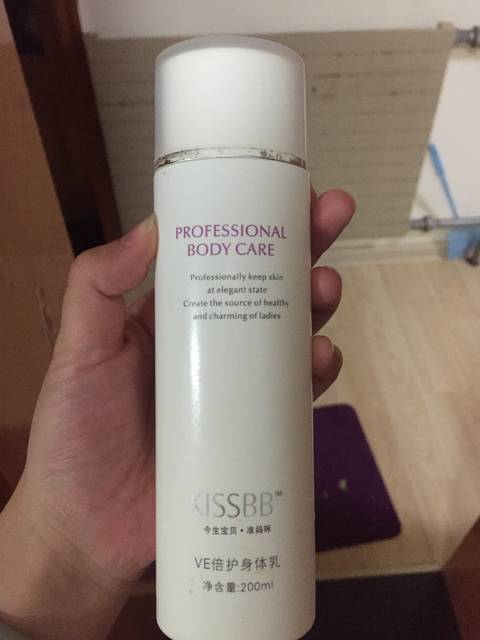 PROFESSIONAL
BODY CARE
Professionally keep skin
at elegant state
Create the source of healthy
and charming of ladies
KISSBB™
今生宝贝·准妈咪
VE倍护身体乳
净含量:200ml